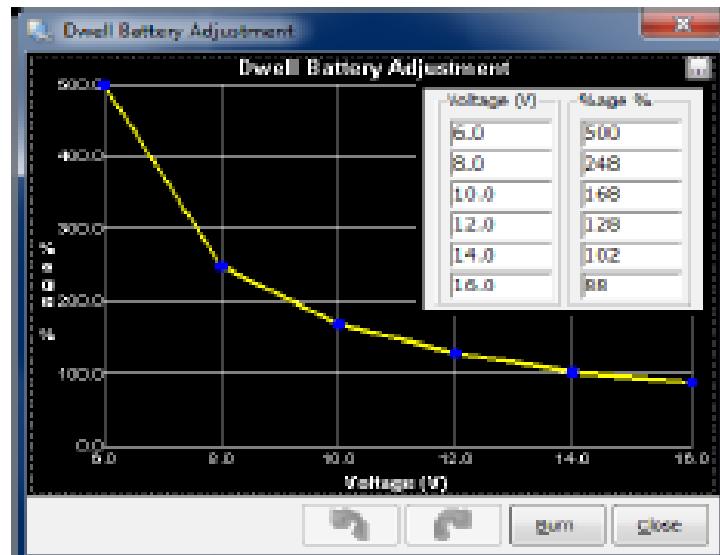 Dwell Battery Adjustment
Dwell Battery Adjustment
Voltage (V) %age %
6.0 500
8.0 248
10.0 168
12.0 128
14.0 102
16.0 88
500.0
400.0
300.0
200.0
100.0
0.0
% age %
6.0 8.0 10.0 12.0 14.0 16.0
Voltage (V)
Burn Close